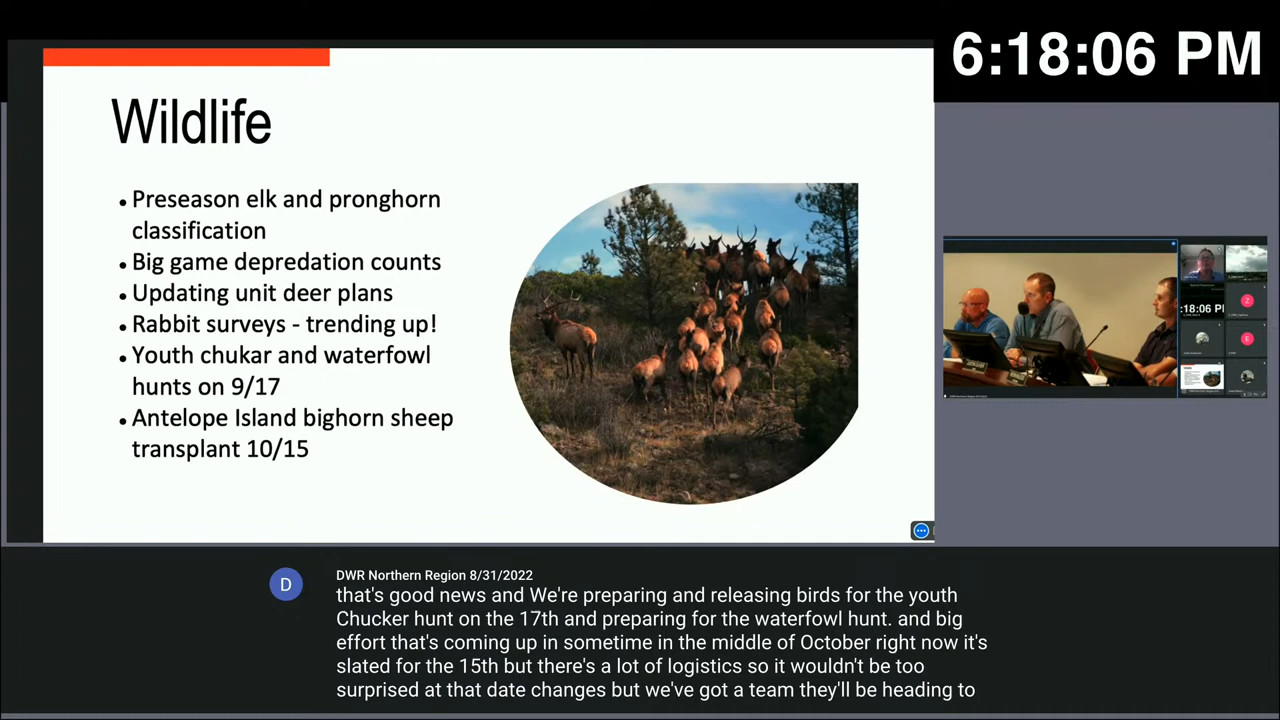 6:18:06 PM
Wildlife
• Preseason elk and pronghorn
classification
• Big game depredation counts
• Updating unit deer plans
• Rabbit surveys - trending up!
• Youth chukar and waterfowl
hunts on 9/17
• Antelope Island bighorn sheep
transplant 10/15
:18:06 PM
Z
E
D
DWR Northern Region 8/31/2022
that's good news and We're preparing and releasing birds for the youth
Chucker hunt on the 17th and preparing for the waterfowl hunt. and big
effort that's coming up in sometime in the middle of October right now it's
slated for the 15th but there's a lot of logistics so it wouldn't be too
surprised at that date changes but we've got a team they'll be heading to